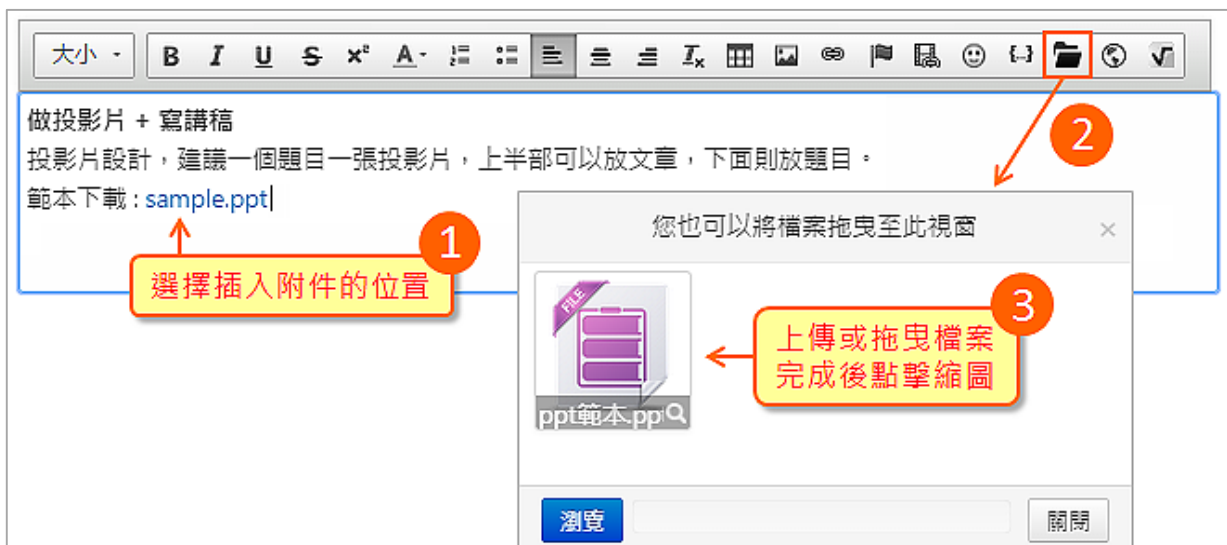 大小
B I U S x² A Tx
做投影片 + 寫講稿
投影片設計，建議一個題目一張投影片，上半部可以放文章，下面則放題目。
範本下載 : sample.ppt
1
選擇插入附件的位置
2
您也可以將檔案拖曳至此視窗 ×
FILE
ppt範本.pp
3
上傳或拖曳檔案
完成後點擊縮圖
瀏覽
關閉